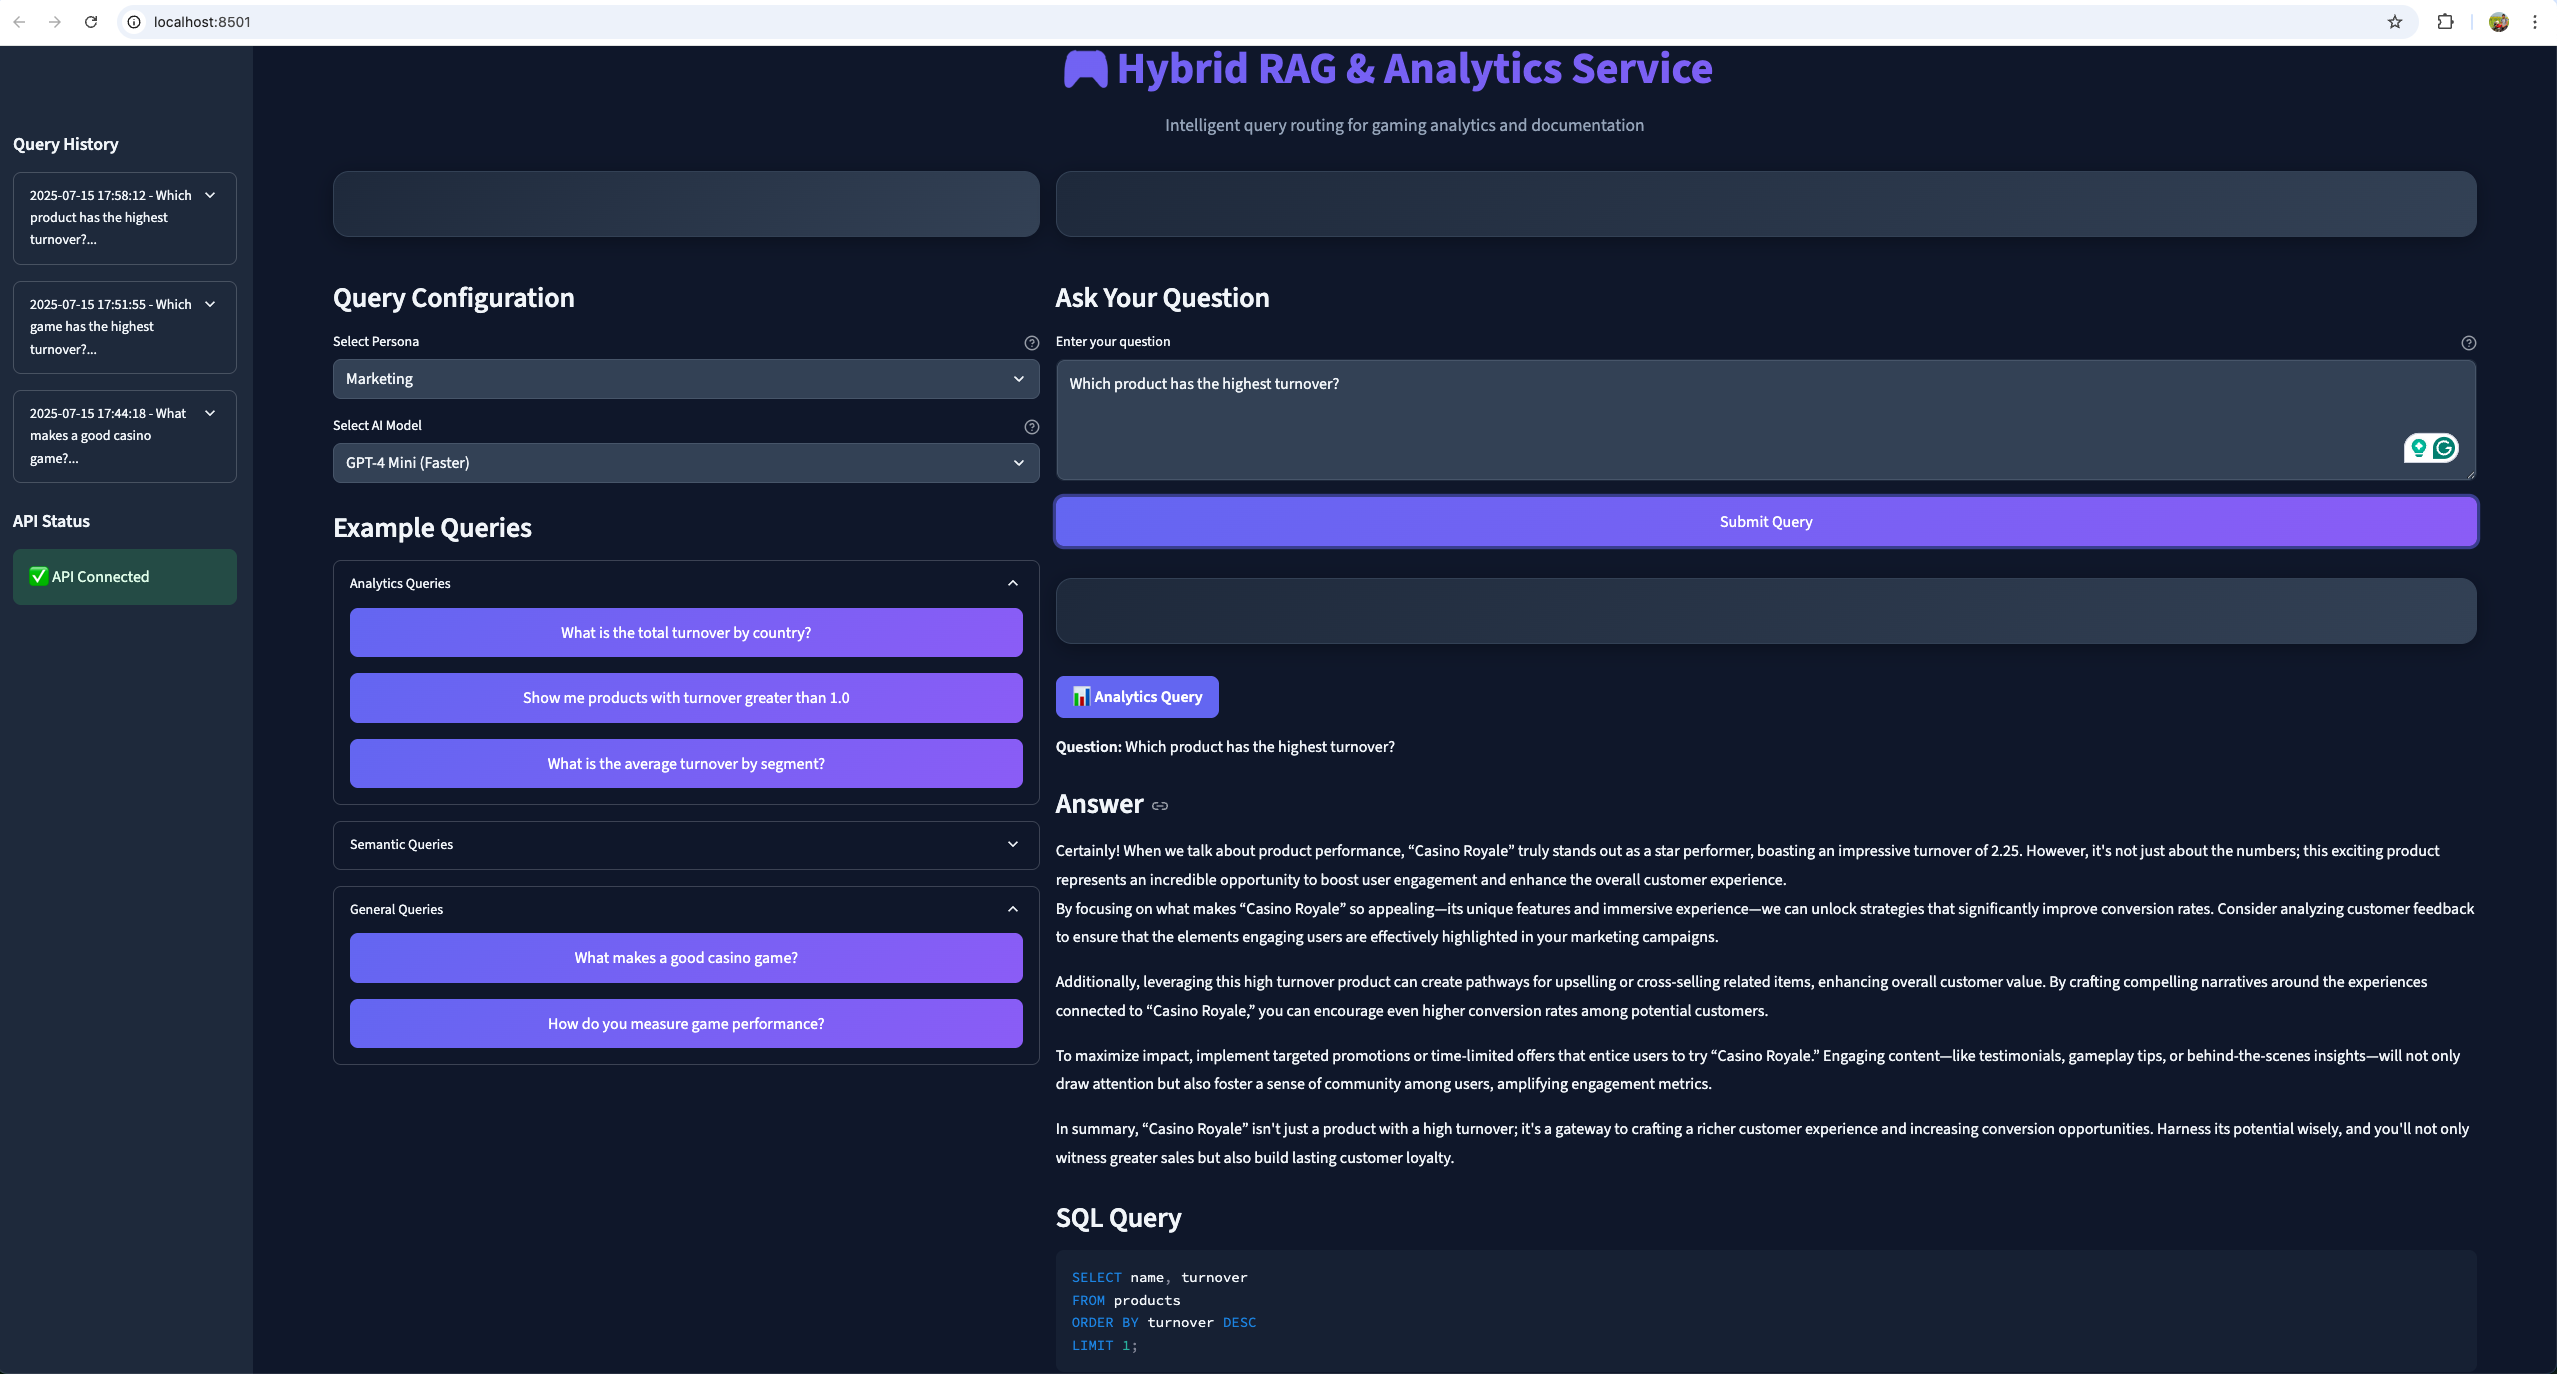 localhost:8501
🎮 Hybrid RAG & Analytics Service
Intelligent query routing for gaming analytics and documentation
Query History
2025-07-15 17:58:12 - Which
product has the highest
turnover?...
2025-07-15 17:51:55 - Which
game has the highest
turnover?...
2025-07-15 17:44:18 - What
makes a good casino
game?...
API Status
✅ API Connected
Query Configuration
Select Persona
Marketing
Select AI Model
GPT-4 Mini (Faster)
Example Queries
Analytics Queries
What is the total turnover by country?
Show me products with turnover greater than 1.0
What is the average turnover by segment?
Semantic Queries
General Queries
What makes a good casino game?
How do you measure game performance?
Ask Your Question
Enter your question
Which product has the highest turnover?
Submit Query
📊 Analytics Query
Question: Which product has the highest turnover?
Answer
Certainly! When we talk about product performance, “Casino Royale” truly stands out as a star performer, boasting an impressive turnover of 2.25. However, it's not just about the numbers; this exciting product
represents an incredible opportunity to boost user engagement and enhance the overall customer experience.
By focusing on what makes “Casino Royale” so appealing—its unique features and immersive experience—we can unlock strategies that significantly improve conversion rates. Consider analyzing customer feedback
to ensure that the elements engaging users are effectively highlighted in your marketing campaigns.
Additionally, leveraging this high turnover product can create pathways for upselling or cross-selling related items, enhancing overall customer value. By crafting compelling narratives around the experiences
connected to “Casino Royale,” you can encourage even higher conversion rates among potential customers.
To maximize impact, implement targeted promotions or time-limited offers that entice users to try “Casino Royale.” Engaging content—like testimonials, gameplay tips, or behind-the-scenes insights—will not only
draw attention but also foster a sense of community among users, amplifying engagement metrics.
In summary, “Casino Royale” isn't just a product with a high turnover; it's a gateway to crafting a richer customer experience and increasing conversion opportunities. Harness its potential wisely, and you'll not only
witness greater sales but also build lasting customer loyalty.
SQL Query
SELECT name, turnover
FROM products
ORDER BY turnover DESC
LIMIT 1;